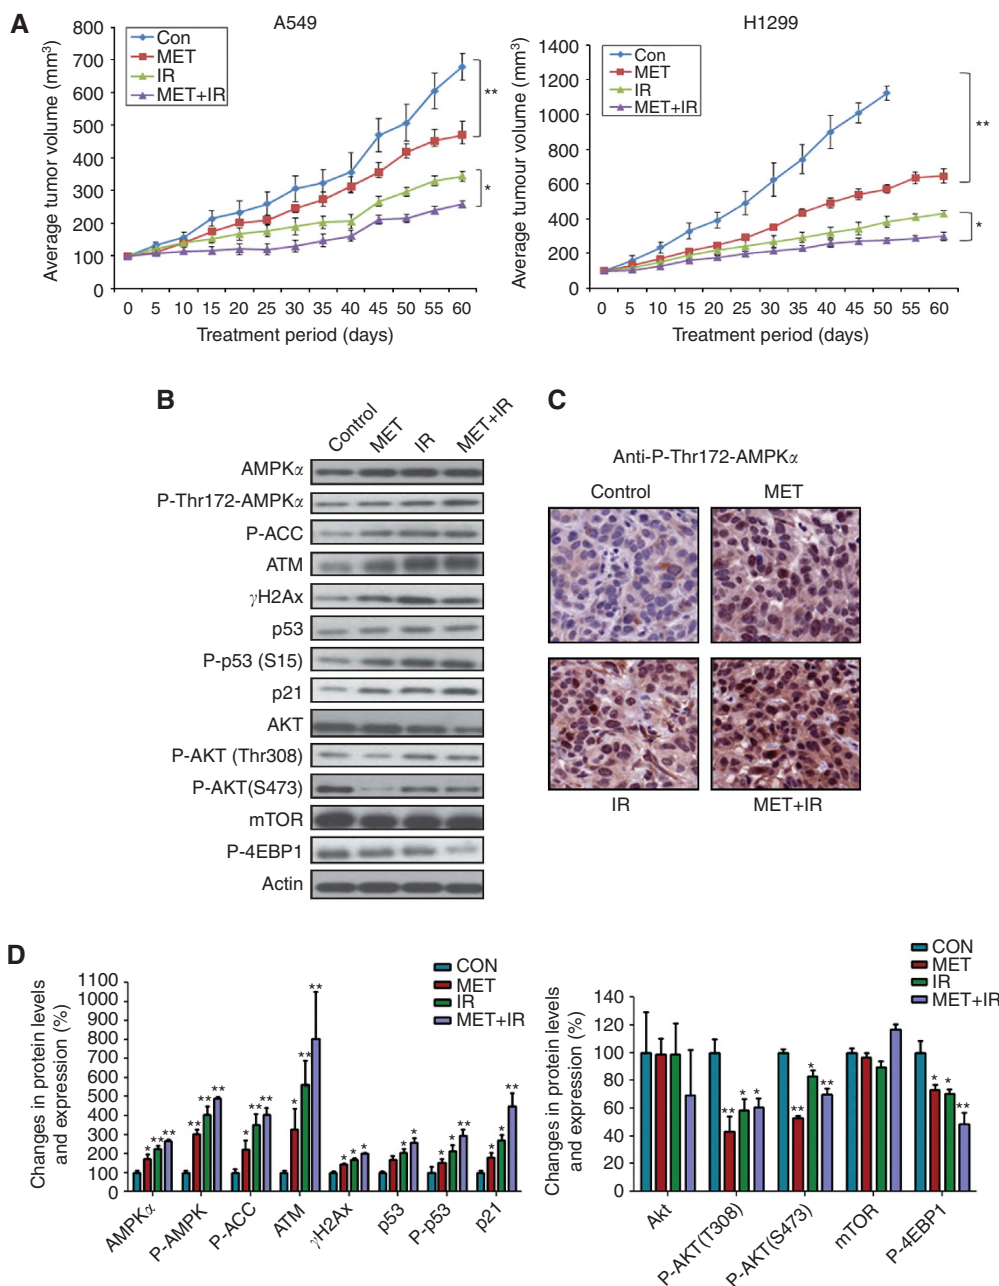 A
A549
Average tumor volume (mm³)
800
700
600
500
400
300
200
100
0
Con
MET
IR
MET+IR
**
*
0 5 10 15 20 25 30 35 40 45 50 55 60
Treatment period (days)
H1299
Average tumour volume (mm³)
1400
1200
1000
800
600
400
200
0
Con
MET
IR
MET+IR
**
*
0 5 10 15 20 25 30 35 40 45 50 55 60
Treatment period (days)
B
Control MET IR MET+IR
AMPKα
P-Thr172-AMPKα
P-ACC
ATM
γH2Ax
p53
P-p53 (S15)
p21
AKT
P-AKT (Thr308)
P-AKT(S473)
mTOR
P-4EBP1
Actin
C
Anti-P-Thr172-AMPKα
Control MET
IR MET+IR
D
Changes in protein levels
and expression (%)
1100
1000
900
800
700
600
500
400
300
200
100
0
CON
MET
IR
MET+IR
* ** **
** ** **
* ** **
* ** **
* * *
* *
* * **
* * **
AMPKα P-AMPK P-ACC ATM γH2Ax p53 P-p53 p21
Changes in protein levels
and expression (%)
140
120
100
80
60
40
20
0
CON
MET
IR
MET+IR
** * *
** * **
* * **
Akt P-AKT(T308) P-AKT(S473) mTOR P-4EBP1